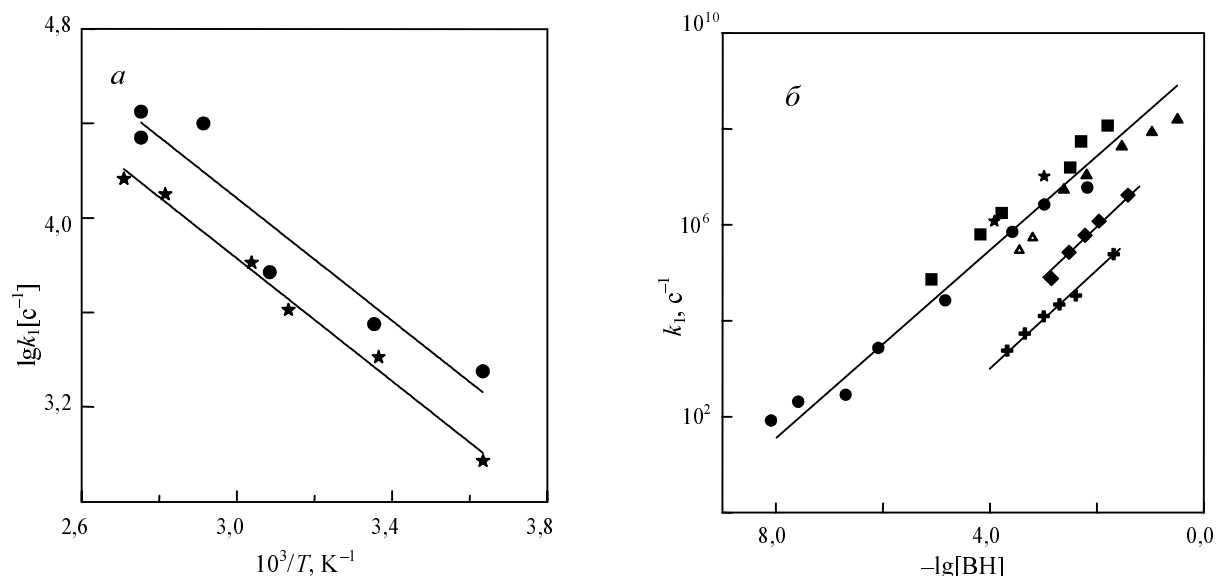 а
4,8
4,0
3,2
lgk₁[c⁻¹]
2,6
3,0
3,4
3,8
10³/T, K⁻¹
б
10¹⁰
10⁶
10²
k₁, c⁻¹
8,0
4,0
0,0
–lg[BH]